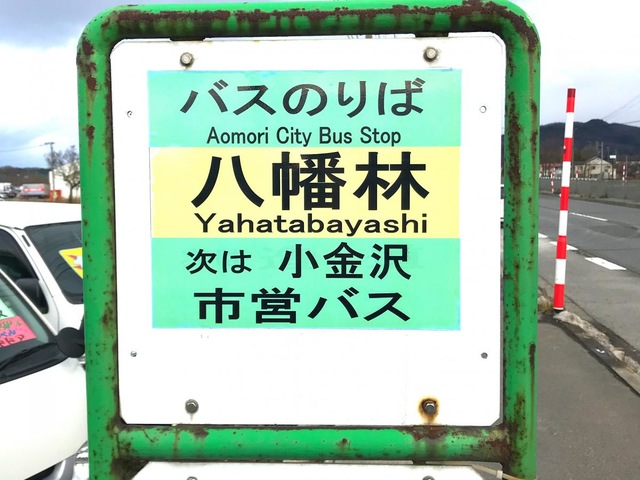 バスのりば
Aomori City Bus Stop
八幡林
Yahatabayashi
次は 小金沢
市営バス